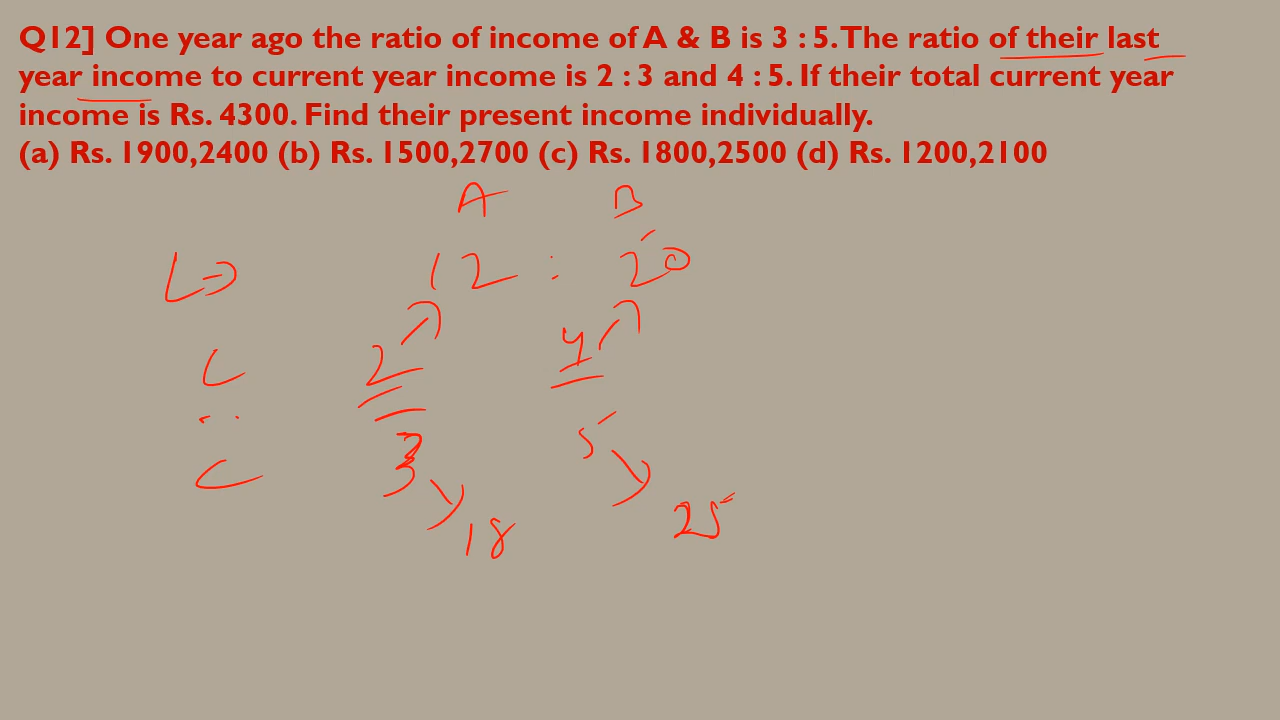 Q12] One year ago the ratio of income of A & B is 3 : 5. The ratio of their last
year income to current year income is 2 : 3 and 4 : 5. If their total current year
income is Rs. 4300. Find their present income individually.
(a) Rs. 1900,2400 (b) Rs. 1500,2700 (c) Rs. 1800,2500 (d) Rs. 1200,2100
A B
L 12 : 20
L 2 4
..
C 3 5
18 25